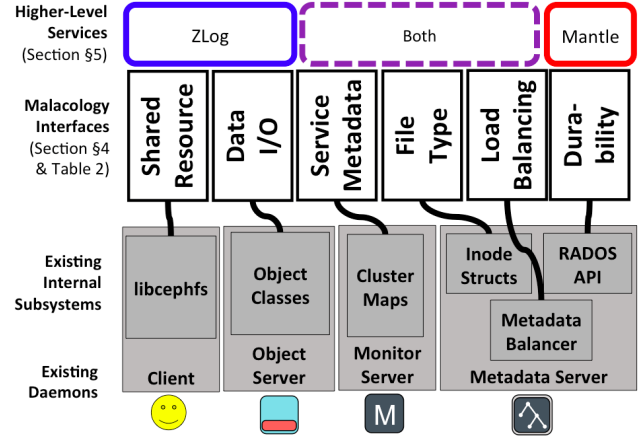 Higher-Level
Services
(Section §5)
ZLog
Both
Mantle
Malacology
Interfaces
(Section §4
& Table 2)
Shared
Resource
Data
I/O
Service
Metadata
File
Type
Load
Balancing
Dura-
bility
Existing
Internal
Subsystems
libcephfs
Object
Classes
Cluster
Maps
Inode
Structs
RADOS
API
Metadata
Balancer
Existing
Daemons
Client
Object
Server
Monitor
Server
Metadata Server
M